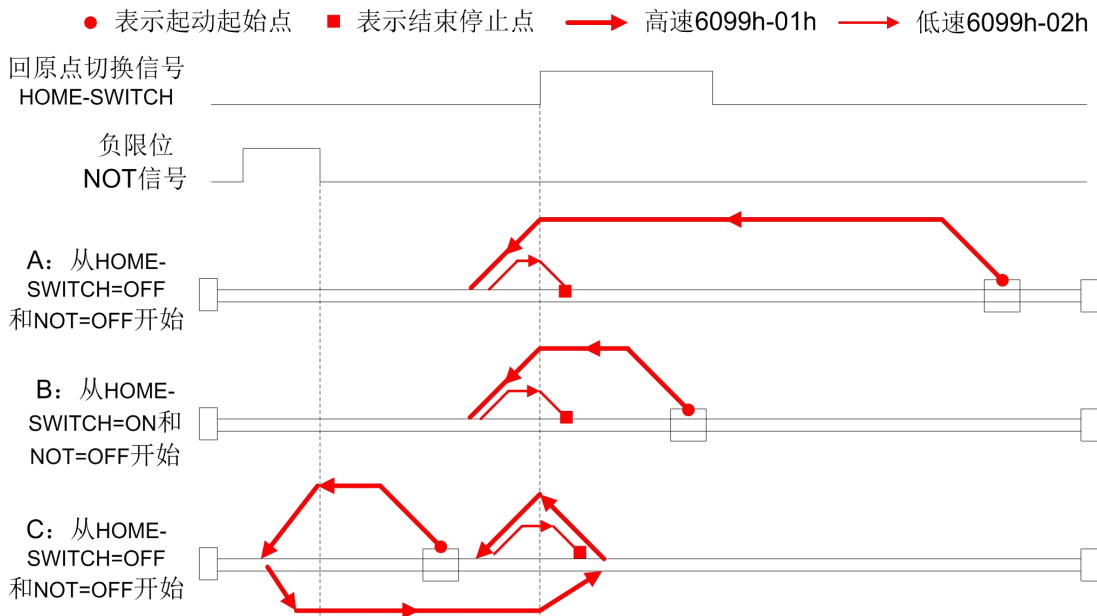 表示起动起始点 表示结束停止点 高速6099h-01h 低速6099h-02h
回原点切换信号
HOME-SWITCH
负限位
NOT信号
A：从HOME-
SWITCH=OFF
和NOT=OFF开始
B：从HOME-
SWITCH=ON和
NOT=OFF开始
C：从HOME-
SWITCH=OFF
和NOT=OFF开始